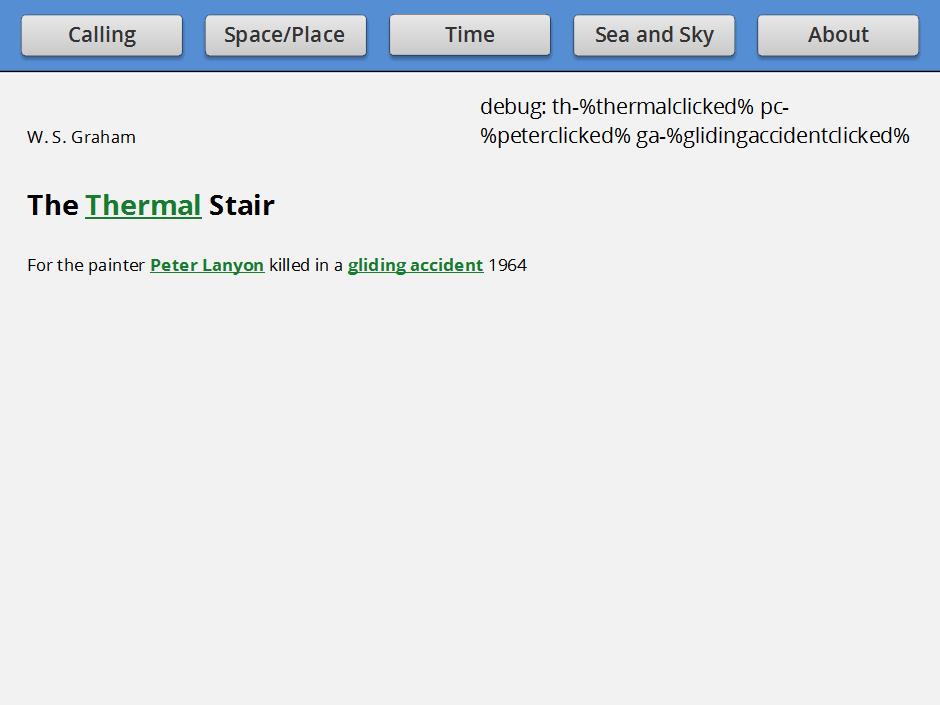 Calling Space/Place Time Sea and Sky About
debug: th-%thermalclicked% pc-
%peterclicked% ga-%glidingaccidentclicked%
W. S. Graham
The Thermal Stair
For the painter Peter Lanyon killed in a gliding accident 1964